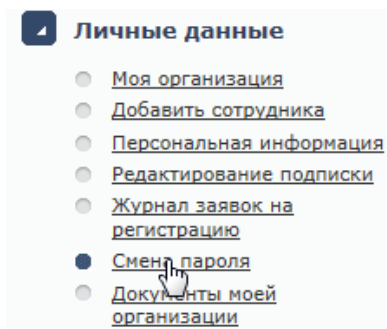 Личные данные
Моя организация
Добавить сотрудника
Персональная информация
Редактирование подписки
Журнал заявок на
регистрацию
Смена пароля
Документы моей
организации